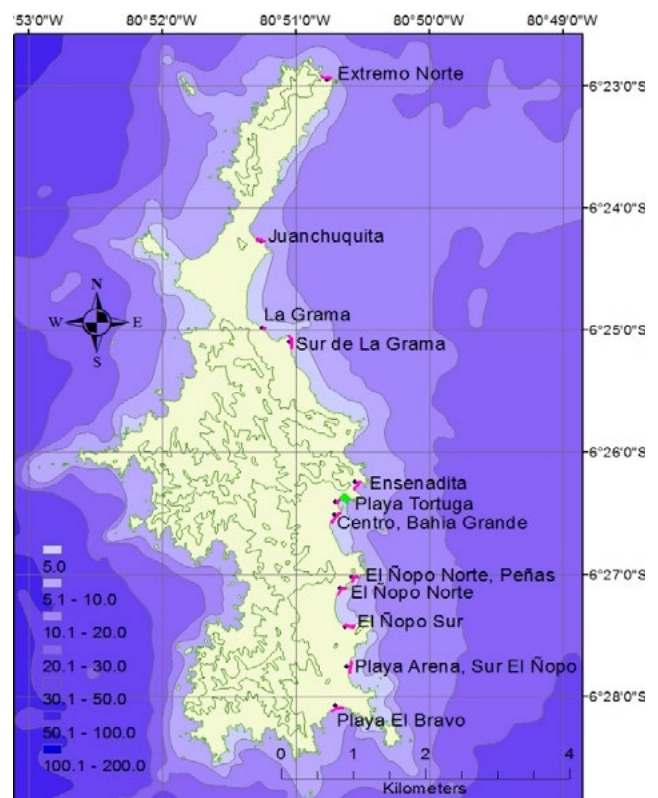 53'0"W 80°52'0"W 80°51'0"W 80°50'0"W 80°49'0"W
Extremo Norte
6°23'0"S
6°24'0"S
Juanchuquita
N
W E
S
La Grama
6°25'0"S
Sur de La Grama
6°26'0"S
Ensenadita
Playa Tortuga
Centro, Bahia Grande
5.0
El Ñopo Norte, Peñas
6°27'0"S
5.1 - 10.0
El Ñopo Norte
10.1 - 20.0
El Ñopo Sur
20.1 - 30.0
Playa Arena, Sur El Ñopo
30.1 - 50.0
6°28'0"S
Playa El Bravo
50.1 - 100.0
100.1 - 200.0
0 1 2 4
Kilometers